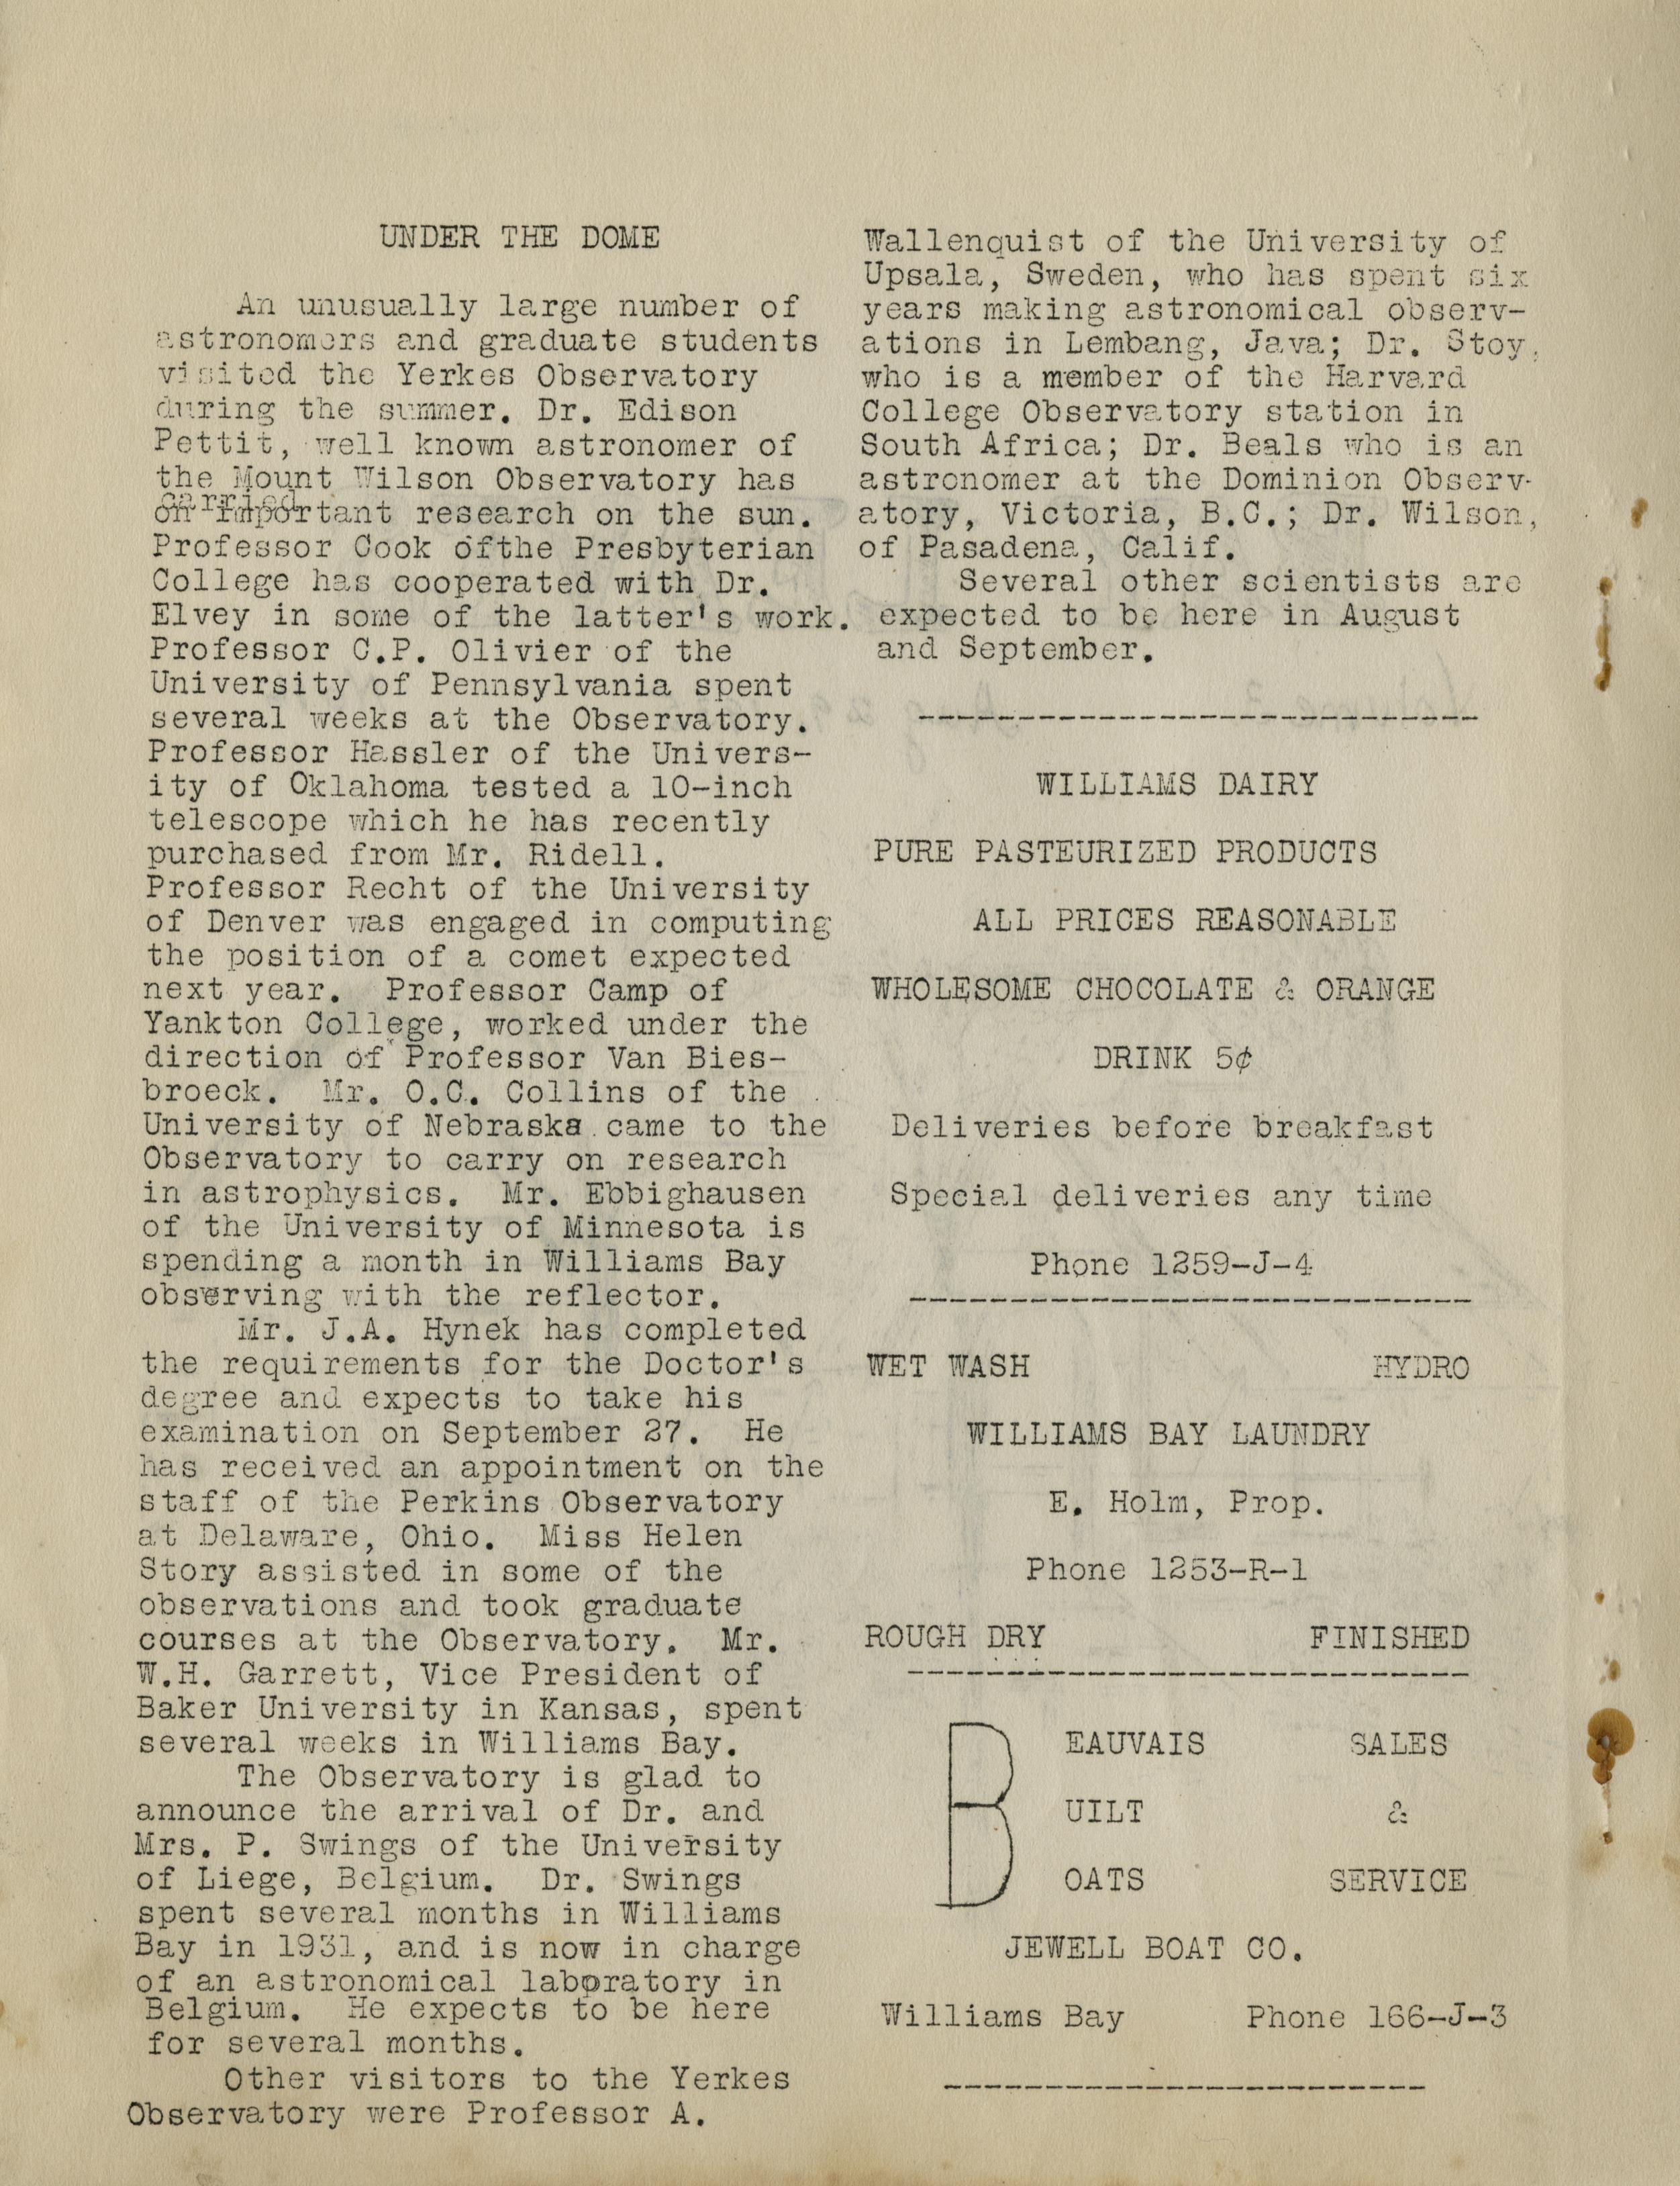 UNDER THE DOME
An unusually large number of
astronomers and graduate students
visited the Yerkes Observatory
during the summer. Dr. Edison
Pettit, well known astronomer of
the Mount Wilson Observatory has
carried
on important research on the sun.
Professor Cook ofthe Presbyterian
College has cooperated with Dr.
Elvey in some of the latter's work.
Professor C.P. Olivier of the
University of Pennsylvania spent
several weeks at the Observatory.
Professor Hassler of the Univers-
ity of Oklahoma tested a 10-inch
telescope which he has recently
purchased from Mr. Ridell.
Professor Recht of the University
of Denver was engaged in computing
the position of a comet expected
next year. Professor Camp of
Yankton College, worked under the
direction of Professor Van Bies-
broeck. Mr. O.C. Collins of the
University of Nebraska came to the
Observatory to carry on research
in astrophysics. Mr. Ebbighausen
of the University of Minnesota is
spending a month in Williams Bay
observing with the reflector.
Mr. J.A. Hynek has completed
the requirements for the Doctor's
degree and expects to take his
examination on September 27. He
has received an appointment on the
staff of the Perkins Observatory
at Delaware, Ohio. Miss Helen
Story assisted in some of the
observations and took graduate
courses at the Observatory. Mr.
W.H. Garrett, Vice President of
Baker University in Kansas, spent
several weeks in Williams Bay.
The Observatory is glad to
announce the arrival of Dr. and
Mrs. P. Swings of the University
of Liege, Belgium. Dr. Swings
spent several months in Williams
Bay in 1931, and is now in charge
of an astronomical laboratory in
Belgium. He expects to be here
for several months.
Other visitors to the Yerkes
Observatory were Professor A.
Wallenquist of the University of
Upsala, Sweden, who has spent six
years making astronomical observ-
ations in Lembang, Java; Dr. Stoy,
who is a member of the Harvard
College Observatory station in
South Africa; Dr. Beals who is an
astronomer at the Dominion Observ-
atory, Victoria, B.C.; Dr. Wilson,
of Pasadena, Calif.
Several other scientists are
expected to be here in August
and September.
----------------------------
WILLIAMS DAIRY
PURE PASTEURIZED PRODUCTS
ALL PRICES REASONABLE
WHOLESOME CHOCOLATE & ORANGE
DRINK 5¢
Deliveries before breakfast
Special deliveries any time
Phone 1259-J-4
----------------------------
WET WASH HYDRO
WILLIAMS BAY LAUNDRY
E. Holm, Prop.
Phone 1253-R-1
ROUGH DRY FINISHED
----------------------------
B EAUVAIS SALES
UILT &
OATS SERVICE
JEWELL BOAT CO.
Williams Bay Phone 166-J-3
------------------------